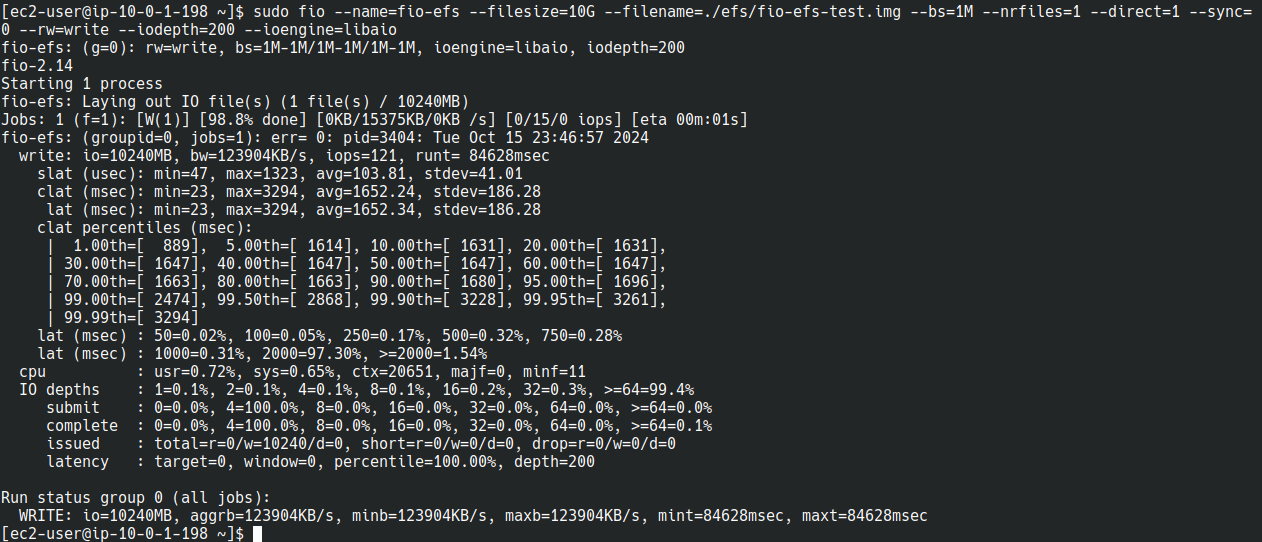 [ec2-user@ip-10-0-1-198 ~]$ sudo fio --name=fio-efs --filesize=10G --filename=./efs/fio-efs-test.img --bs=1M --nrfiles=1 --direct=1 --sync=
0 --rw=write --iodepth=200 --ioengine=libaio
fio-efs: (g=0): rw=write, bs=1M-1M/1M-1M/1M-1M, ioengine=libaio, iodepth=200
fio-2.14
Starting 1 process
fio-efs: Laying out IO file(s) (1 file(s) / 10240MB)
Jobs: 1 (f=1): [W(1)] [98.8% done] [0KB/15375KB/0KB /s] [0/15/0 iops] [eta 00m:01s]
fio-efs: (groupid=0, jobs=1): err= 0: pid=3404: Tue Oct 15 23:46:57 2024
  write: io=10240MB, bw=123904KB/s, iops=121, runt= 84628msec
    slat (usec): min=47, max=1323, avg=103.81, stdev=41.01
    clat (msec): min=23, max=3294, avg=1652.24, stdev=186.28
     lat (msec): min=23, max=3294, avg=1652.34, stdev=186.28
    clat percentiles (msec):
     |  1.00th=[  889],  5.00th=[ 1614], 10.00th=[ 1631], 20.00th=[ 1631],
     | 30.00th=[ 1647], 40.00th=[ 1647], 50.00th=[ 1647], 60.00th=[ 1647],
     | 70.00th=[ 1663], 80.00th=[ 1663], 90.00th=[ 1680], 95.00th=[ 1696],
     | 99.00th=[ 2474], 99.50th=[ 2868], 99.90th=[ 3228], 99.95th=[ 3261],
     | 99.99th=[ 3294]
    lat (msec) : 50=0.02%, 100=0.05%, 250=0.17%, 500=0.32%, 750=0.28%
    lat (msec) : 1000=0.31%, 2000=97.30%, >=2000=1.54%
  cpu          : usr=0.72%, sys=0.65%, ctx=20651, majf=0, minf=11
  IO depths    : 1=0.1%, 2=0.1%, 4=0.1%, 8=0.1%, 16=0.2%, 32=0.3%, >=64=99.4%
     submit    : 0=0.0%, 4=100.0%, 8=0.0%, 16=0.0%, 32=0.0%, 64=0.0%, >=64=0.0%
     complete  : 0=0.0%, 4=100.0%, 8=0.0%, 16=0.0%, 32=0.0%, 64=0.0%, >=64=0.1%
     issued    : total=r=0/w=10240/d=0, short=r=0/w=0/d=0, drop=r=0/w=0/d=0
     latency   : target=0, window=0, percentile=100.00%, depth=200

Run status group 0 (all jobs):
  WRITE: io=10240MB, aggrb=123904KB/s, minb=123904KB/s, maxb=123904KB/s, mint=84628msec, maxt=84628msec
[ec2-user@ip-10-0-1-198 ~]$